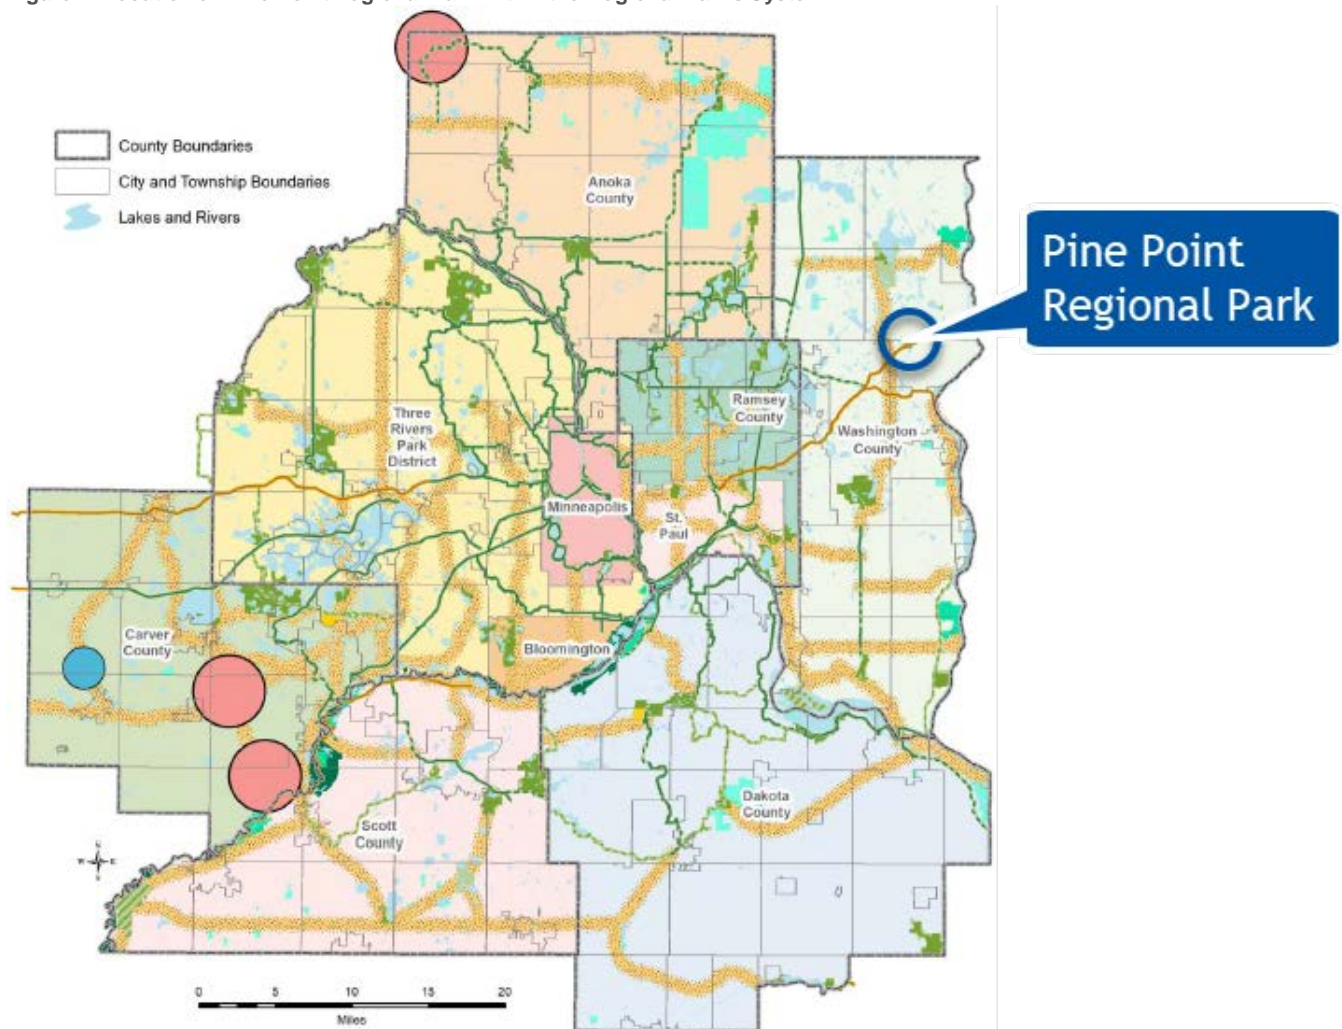 County Boundaries
City and Township Boundaries
Lakes and Rivers
Anoka
County
Pine Point
Regional Park
Three
Rivers
Park
District
Ramsey
County
Washington
County
Minneapolis
St.
Paul
Carver
County
Bloomington
Dakota
County
Scott
County
W E
0 5 10 15 20
Miles